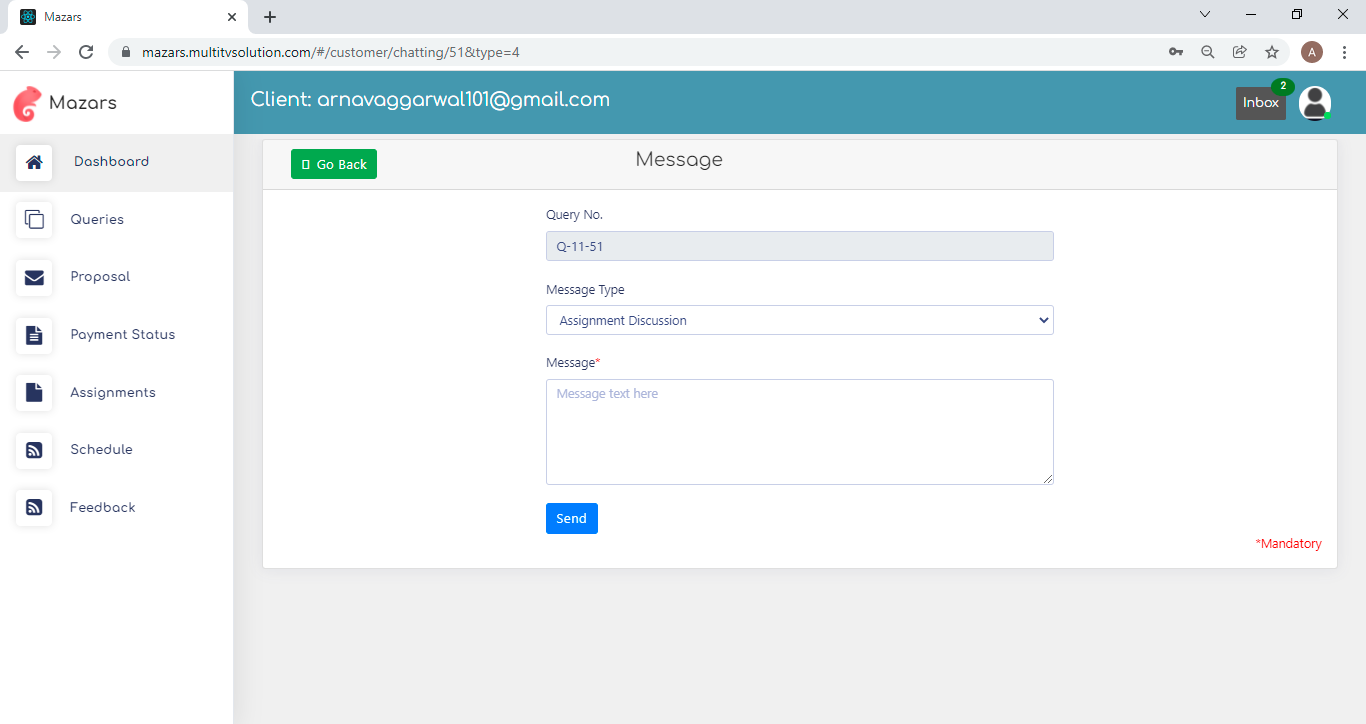 Mazars
mazars.multitvsolution.com/#/customer/chatting/51&type=4
A
Mazars
Client: arnavaggarwal101@gmail.com
Inbox
2
Dashboard
Queries
Proposal
Payment Status
Assignments
Schedule
Feedback
Go Back
Message
Query No.
Q-11-51
Message Type
Assignment Discussion
Message*
Message text here
Send
*Mandatory